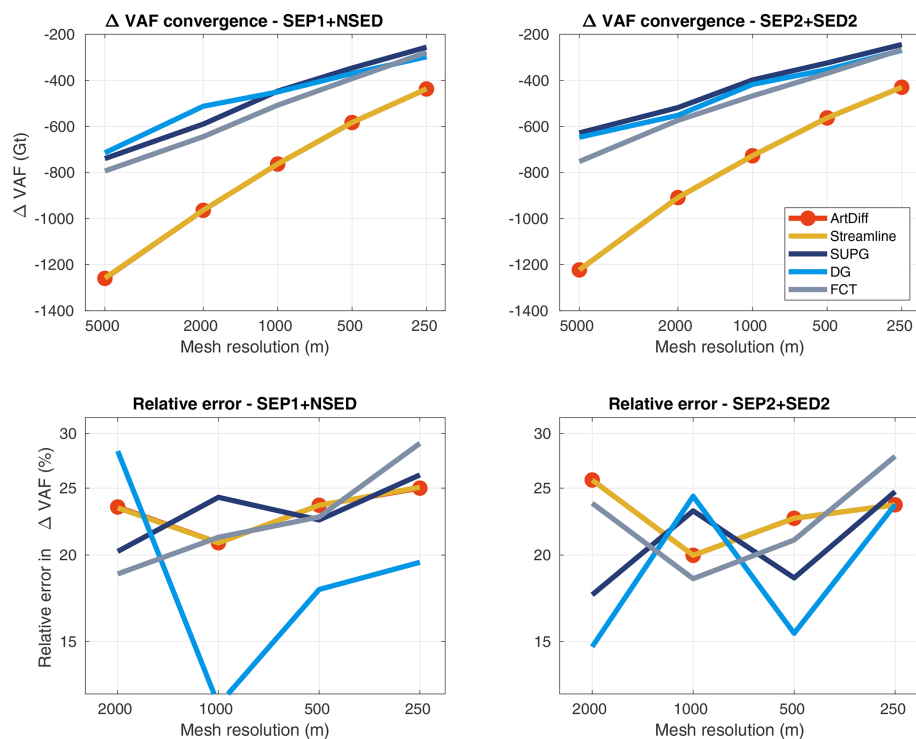 Δ VAF convergence - SEP1+NSED
-200
-400
-600
-800
-1000
-1200
-1400
Δ VAF (Gt)
5000 2000 1000 500 250
Mesh resolution (m)
Δ VAF convergence - SEP2+SED2
-200
-400
-600
-800
-1000
-1200
-1400
ArtDiff
Streamline
SUPG
DG
FCT
5000 2000 1000 500 250
Mesh resolution (m)
Relative error - SEP1+NSED
30
25
20
15
Relative error in Δ VAF (%)
2000 1000 500 250
Mesh resolution (m)
Relative error - SEP2+SED2
30
25
20
15
2000 1000 500 250
Mesh resolution (m)